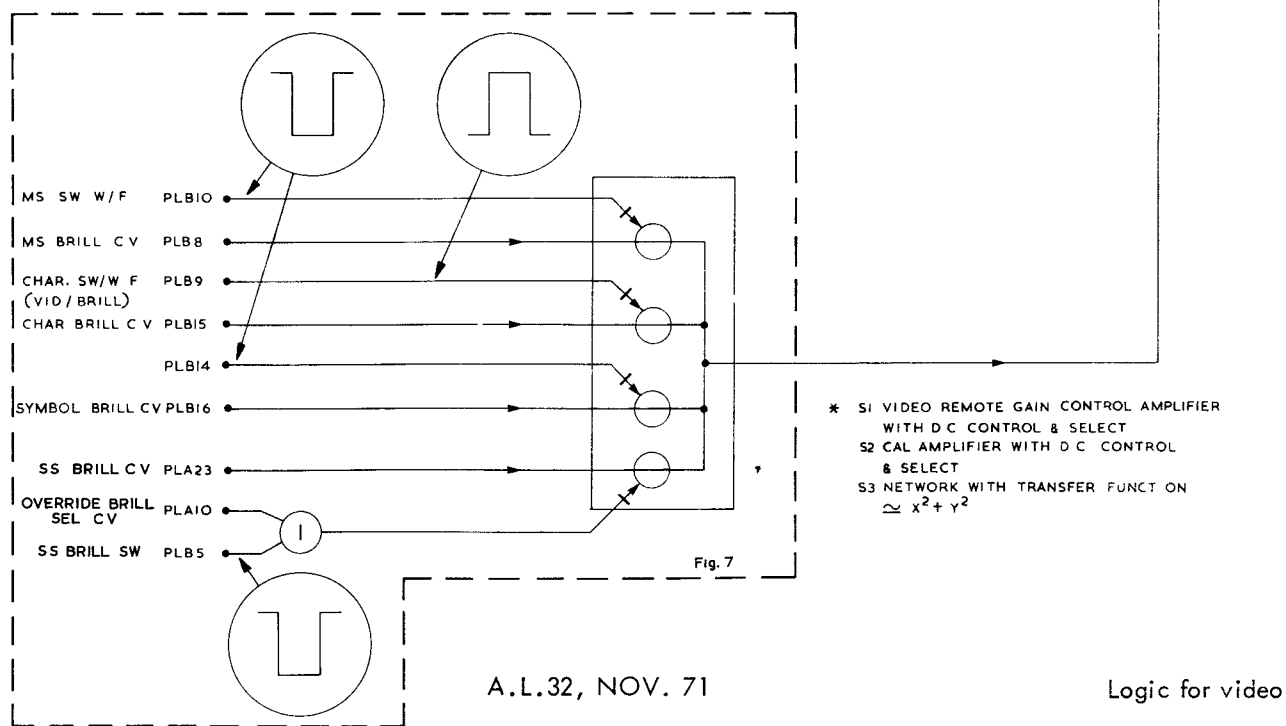 MS SW W/F PLB10
MS BRILL CV PLB8
CHAR. SW/W F PLB9
(VID/BRILL)
CHAR BRILL CV PLB15
PLB14
SYMBOL BRILL CV PLB16
SS BRILL CV PLA23
OVERRIDE BRILL PLA10
SEL CV
SS BRILL SW PLB5
1
Fig. 7
* S1 VIDEO REMOTE GAIN CONTROL AMPLIFIER
WITH D C CONTROL & SELECT
S2 CAL AMPLIFIER WITH D C CONTROL
& SELECT
S3 NETWORK WITH TRANSFER FUNCT ON
≃ X² + Y²
A.L.32, NOV. 71
Logic for video